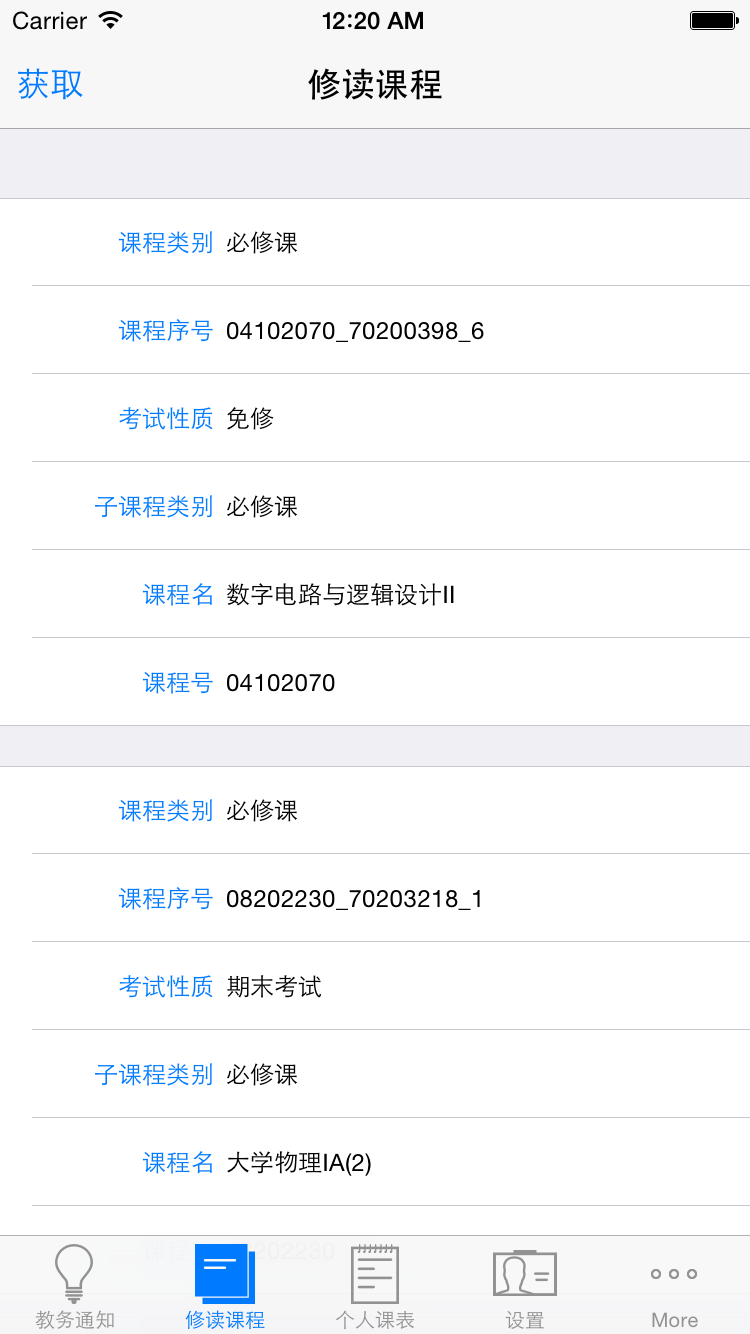 Carrier 12:20 AM
获取 修读课程
课程类别 必修课
课程序号 04102070_70200398_6
考试性质 免修
子课程类别 必修课
课程名 数字电路与逻辑设计II
课程号 04102070
课程类别 必修课
课程序号 08202230_70203218_1
考试性质 期末考试
子课程类别 必修课
课程名 大学物理IA(2)
教务通知 修读课程 个人课表 设置 More